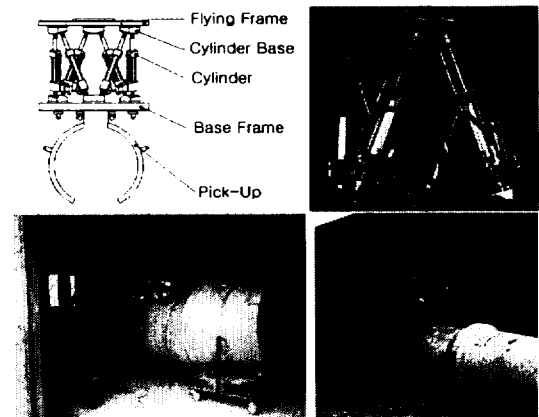 Flying Frame
Cylinder Base
Cylinder
Base Frame
Pick-Up